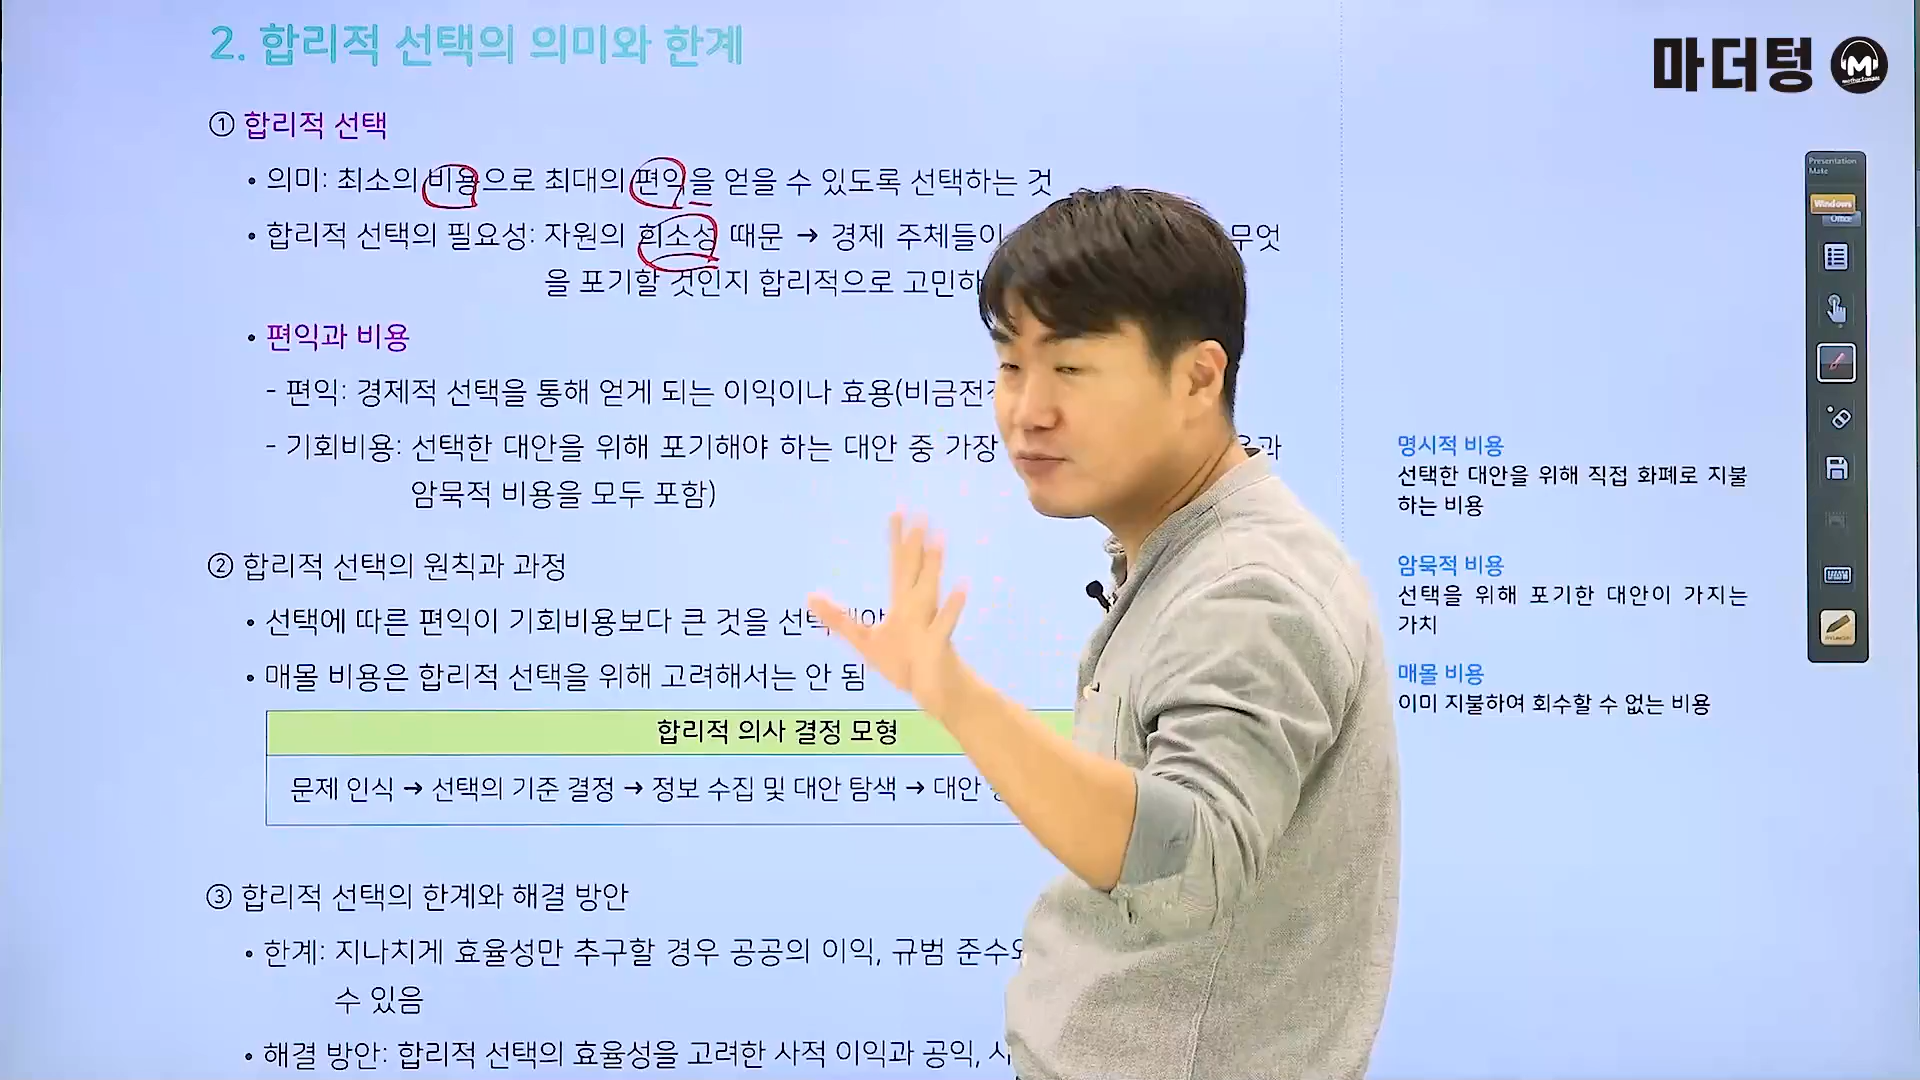 2. 합리적 선택의 의미와 한계
마더텅
① 합리적 선택
• 의미: 최소의 비용으로 최대의 편익을 얻을 수 있도록 선택하는 것
• 합리적 선택의 필요성: 자원의 희소성 때문 → 경제 주체들이 무엇
을 포기할 것인지 합리적으로 고민하
• 편익과 비용
- 편익: 경제적 선택을 통해 얻게 되는 이익이나 효용(비금전적
- 기회비용: 선택한 대안을 위해 포기해야 하는 대안 중 가장
암묵적 비용을 모두 포함)
② 합리적 선택의 원칙과 과정
• 선택에 따른 편익이 기회비용보다 큰 것을 선택해야
• 매몰 비용은 합리적 선택을 위해 고려해서는 안 됨
합리적 의사 결정 모형
문제 인식 → 선택의 기준 결정 → 정보 수집 및 대안 탐색 → 대안
③ 합리적 선택의 한계와 해결 방안
• 한계: 지나치게 효율성만 추구할 경우 공공의 이익, 규범 준수와
수 있음
• 해결 방안: 합리적 선택의 효율성을 고려한 사적 이익과 공익,
명시적 비용
선택한 대안을 위해 직접 화폐로 지불
하는 비용
암묵적 비용
선택을 위해 포기한 대안이 가지는
가치
매몰 비용
이미 지불하여 회수할 수 없는 비용
Presentation
Mate
Windows
Office